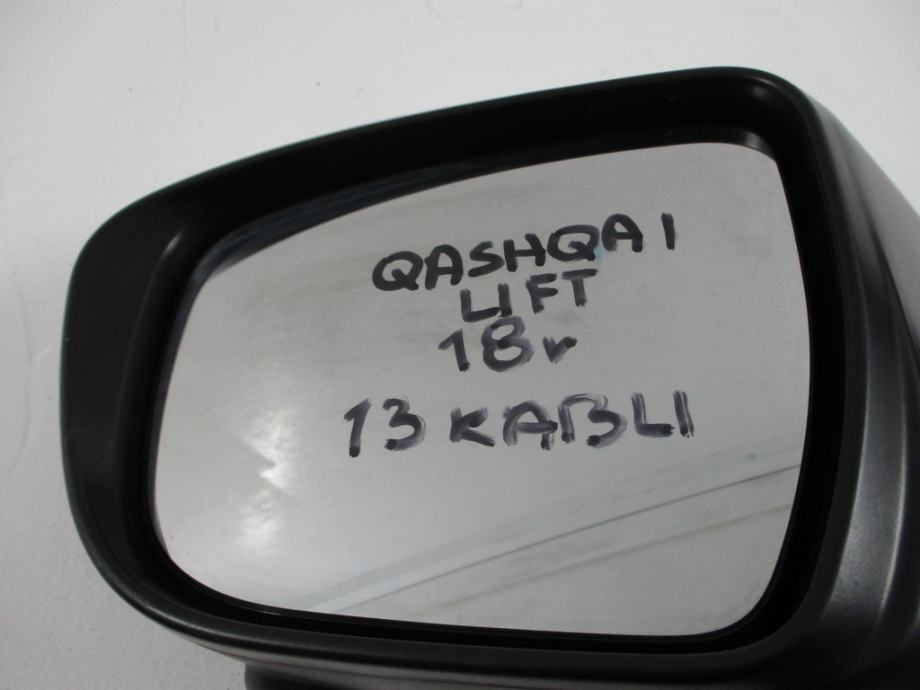 QASHQAI
LIFT
18r
13 KABLI